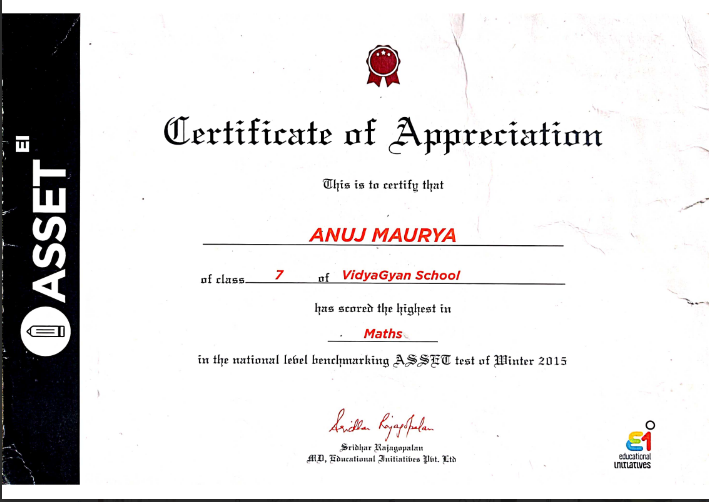 EI ASSET
Certificate of Appreciation
This is to certify that
ANUJ MAURYA
of class 7 of VidyaGyan School
has scored the highest in
Maths
in the national level benchmarking ASSET test of Winter 2015
Sridhar Rajagopalan
Sridhar Rajagopalan
MD, Educational Initiatives Pvt. Ltd
Ei
educational
INITIATIVES